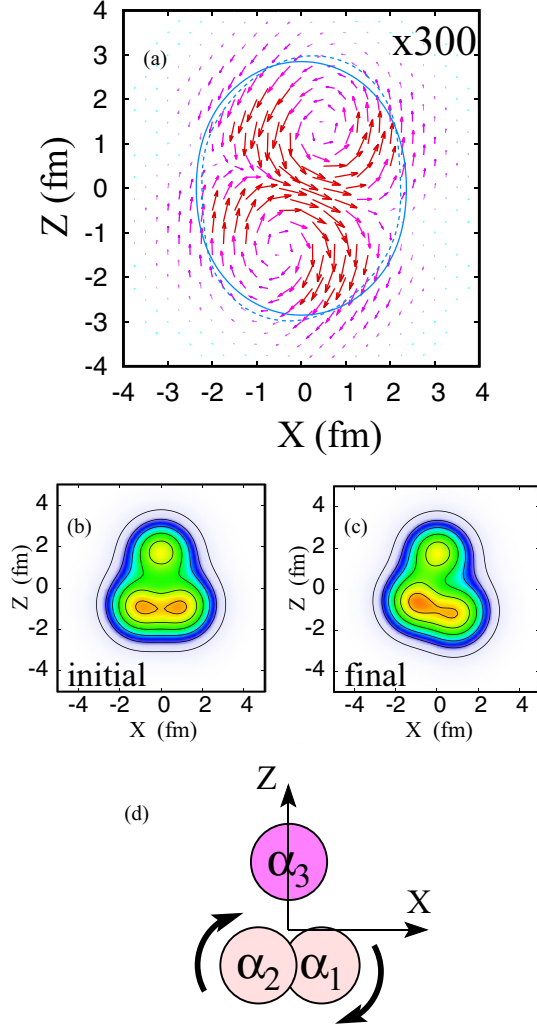 4
x300
(a)
3
2
1
0
-1
-2
-3
-4
Z (fm)
-4 -3 -2 -1 0 1 2 3 4
X (fm)
(b)
4
2
0
-2
-4
Z (fm)
initial
-4 -2 0 2 4
X (fm)
(c)
4
2
0
-2
-4
Z (fm)
final
-4 -2 0 2 4
X (fm)
(d)
Z
α3
X
α2 α1